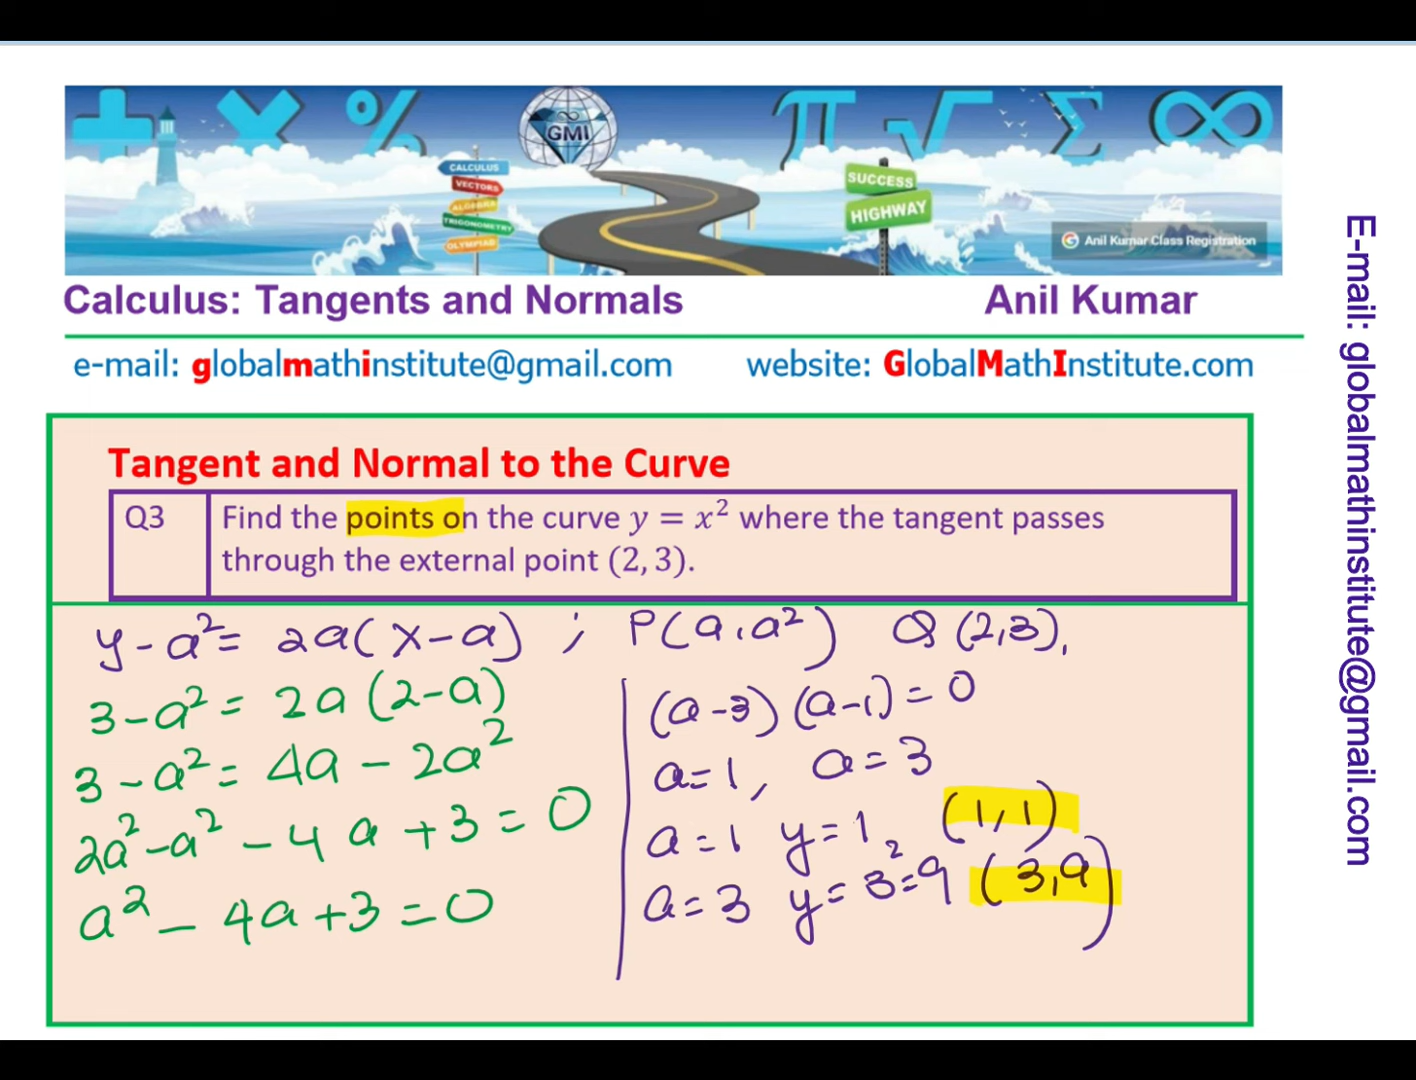 GMI
CALCULUS
VECTORS
ALGEBRA
TRIGONOMETRY
OLYMPIAD
SUCCESS
HIGHWAY
Anil Kumar Class Registration
Calculus: Tangents and Normals Anil Kumar
e-mail: globalmathinstitute@gmail.com website: GlobalMathInstitute.com
E-mail: globalmathinstitute@gmail.com
Tangent and Normal to the Curve
Q3 Find the points on the curve y = x² where the tangent passes
through the external point (2, 3).
y - a² = 2a(x - a) ; P(a, a²) Q (2,3),
3 - a² = 2a (2-a)
3 - a² = 4a - 2a²
2a² - a² - 4a + 3 = 0
a² - 4a + 3 = 0
(a-3)(a-1) = 0
a=1, a=3
a=1 y=1, (1,1)
a=3 y=3²=9 (3,9)